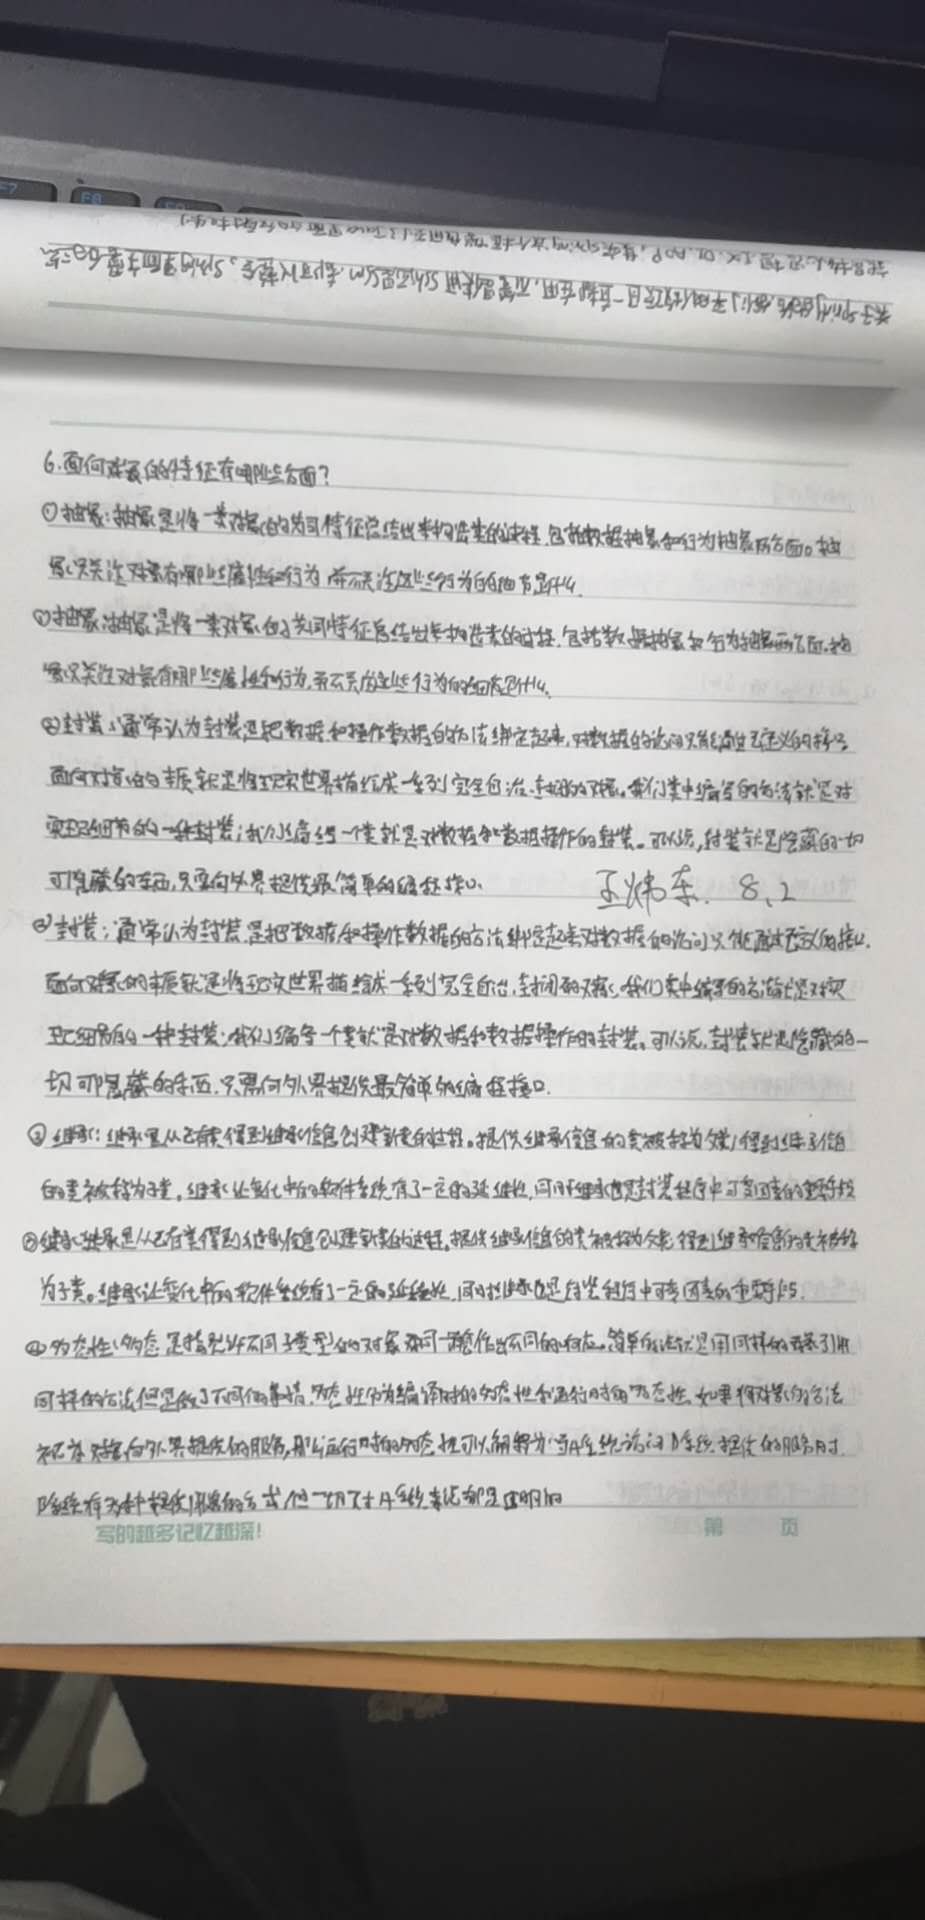 F7
F8
6.面向对象的特征有哪些方面?
①抽象:抽象是将一类对象的共同特征总结出来构造类的过程,包括数据抽象和行为抽象两方面。抽
象只关注对象有哪些属性和行为,并不关注这些行为的细节是什么.
①抽象:抽象是将一类对象的共同特征总结出来构造类的过程,包括数据抽象和行为抽象两方面.抽
象只关注对象有哪些属性和行为,并不关注这些行为的细节是什么.
②封装:通常认为封装是把数据和操作数据的方法绑定起来,对数据的访问只能通过已定义的接口
面向对象的本质就是将现实世界描绘成一系列完全自治,封闭的对象。我们类中编写的方法就是对
实现细节的一种封装;我们编写一个类就是对数据和数据操作的封装。可以说,封装就是隐藏的一切
可隐藏的东西,只要向外界提供最简单的编程接口.
王炜东. 8.2
②封装:通常认为封装是把数据和操作数据的方法绑定起来对数据的访问只能通过已定义的接口.
面向对象的本质就是将现实世界描绘成一系列完全自治,封闭的对象.我们类中编写的方法就是对实
现细节的一种封装;我们编写一个类就是对数据和数据操作的封装。可以说,封装就是隐藏的一
切可隐藏的东西.只需向外界提供最简单的编程接口.
③继承:继承是从已有类得到继承信息创建新类的过程。提供继承信息的类被称为父类;得到继承信息
的类被称为子类。继承让变化中的软件系统有了一定的延续性,同时继承也是封装程序中可变因素的重要手段
③继承:继承是从已有类得到继承信息创建新类的过程.提供继承信息的类被称为父类.得到继承信息的类被称
为子类。继承让变化中的软件系统有了一定的延续性,同时继承也是封装程序中可变因素的重要手段.
④多态性:多态是指允许不同子类型的对象对同一消息作出不同的响应。简单的说就是用同样的对象引用
同样的方法但是做了不同的事情.多态性分为编译时的多态性和运行时的多态性.如果将对象的方法
视为对象向外界提供的服务,那么运行时的多态性可以解释为:当A系统访问B系统提供的服务时.
B系统有多种提供服务的方式但一切对A系统来说都是透明的
写的越多记忆越深!
第 页